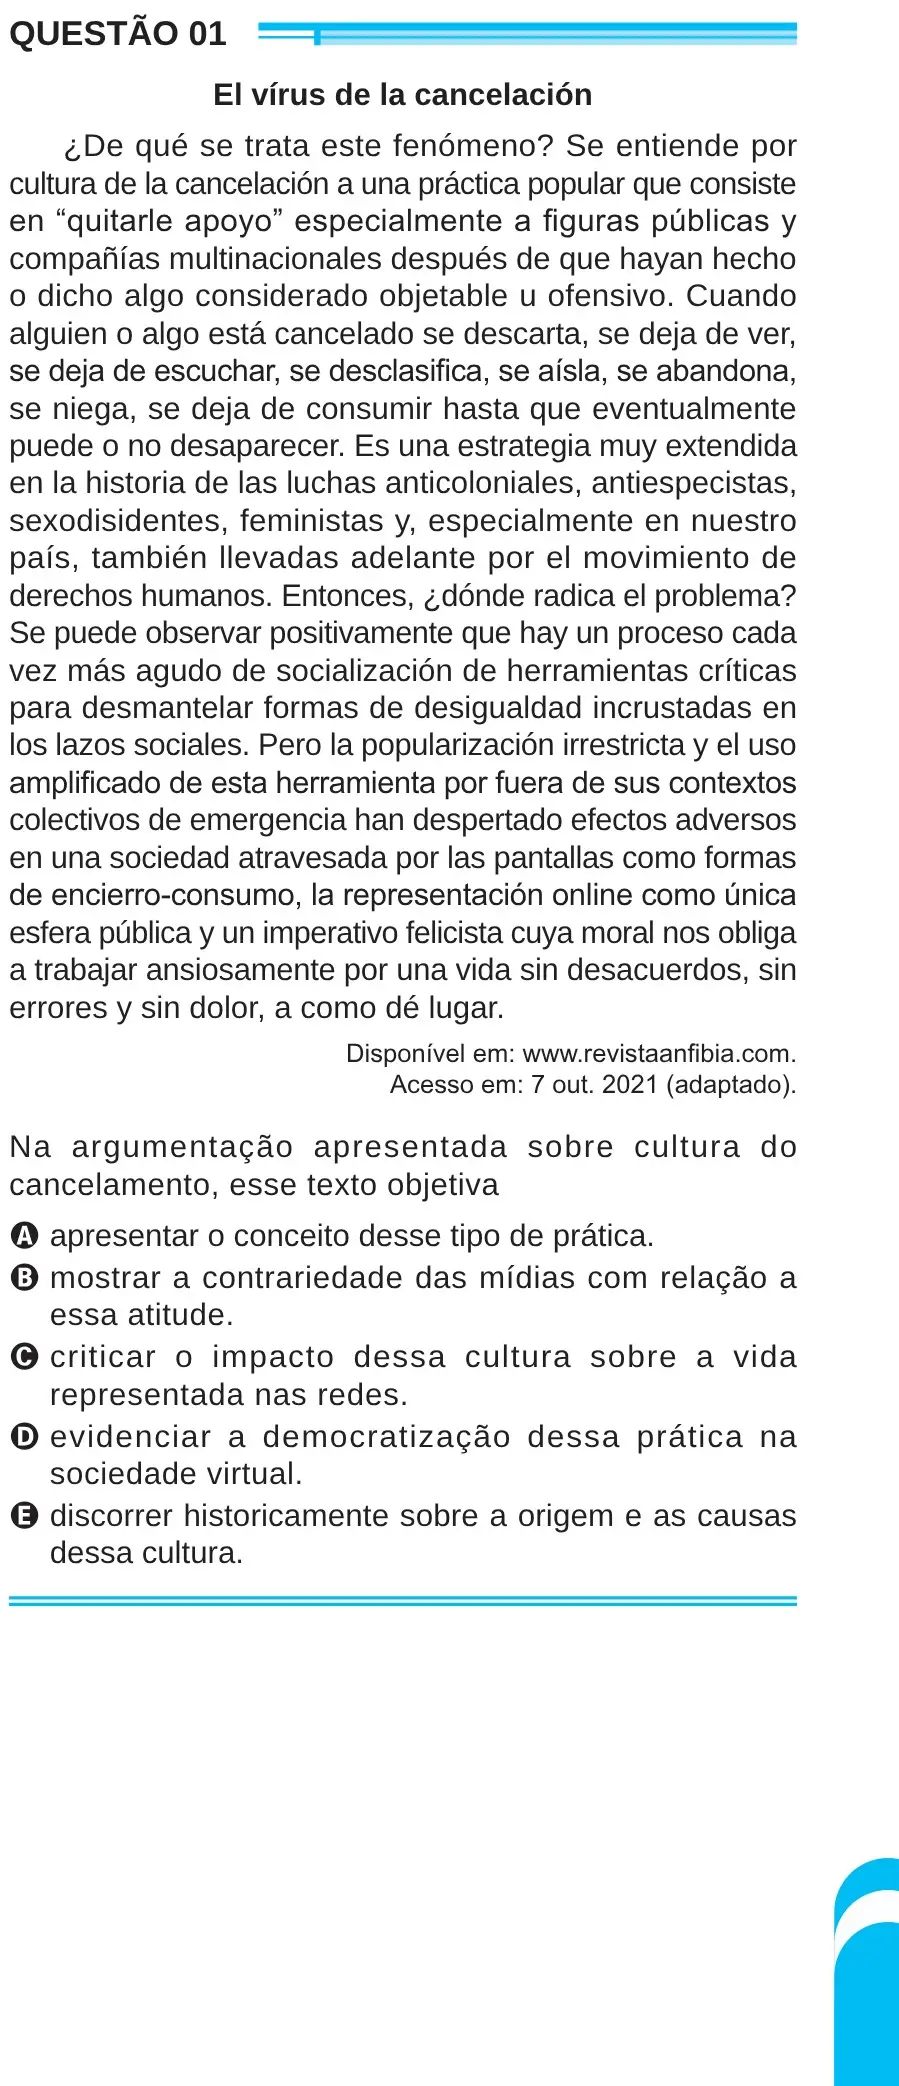 QUESTÃO 01
El vírus de la cancelación
¿De qué se trata este fenómeno? Se entiende por
cultura de la cancelación a una práctica popular que consiste
en “quitarle apoyo” especialmente a figuras públicas y
compañías multinacionales después de que hayan hecho
o dicho algo considerado objetable u ofensivo. Cuando
alguien o algo está cancelado se descarta, se deja de ver,
se deja de escuchar, se desclasifica, se aísla, se abandona,
se niega, se deja de consumir hasta que eventualmente
puede o no desaparecer. Es una estrategia muy extendida
en la historia de las luchas anticoloniales, antiespecistas,
sexodisidentes, feministas y, especialmente en nuestro
país, también llevadas adelante por el movimiento de
derechos humanos. Entonces, ¿dónde radica el problema?
Se puede observar positivamente que hay un proceso cada
vez más agudo de socialización de herramientas críticas
para desmantelar formas de desigualdad incrustadas en
los lazos sociales. Pero la popularización irrestricta y el uso
amplificado de esta herramienta por fuera de sus contextos
colectivos de emergencia han despertado efectos adversos
en una sociedad atravesada por las pantallas como formas
de encierro-consumo, la representación online como única
esfera pública y un imperativo felicista cuya moral nos obliga
a trabajar ansiosamente por una vida sin desacuerdos, sin
errores y sin dolor, a como dé lugar.
Disponível em: www.revistaanfibia.com.
Acesso em: 7 out. 2021 (adaptado).
Na argumentação apresentada sobre cultura do
cancelamento, esse texto objetiva
A apresentar o conceito desse tipo de prática.
B mostrar a contrariedade das mídias com relação a
essa atitude.
C criticar o impacto dessa cultura sobre a vida
representada nas redes.
D evidenciar a democratização dessa prática na
sociedade virtual.
E discorrer historicamente sobre a origem e as causas
dessa cultura.